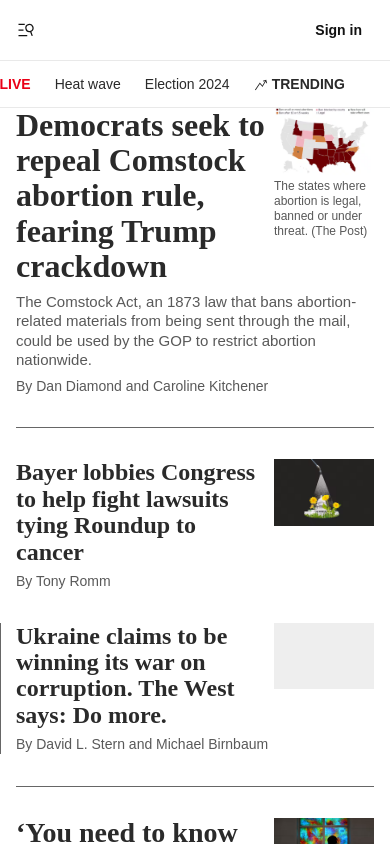 Sign in
LIVE
Heat wave
Election 2024
TRENDING
Democrats seek to
repeal Comstock
abortion rule,
fearing Trump
crackdown
The states where
abortion is legal,
banned or under
threat. (The Post)
The Comstock Act, an 1873 law that bans abortion-
related materials from being sent through the mail,
could be used by the GOP to restrict abortion
nationwide.
By Dan Diamond and Caroline Kitchener
Bayer lobbies Congress
to help fight lawsuits
tying Roundup to
cancer
By Tony Romm
Ukraine claims to be
winning its war on
corruption. The West
says: Do more.
By David L. Stern and Michael Birnbaum
‘You need to know